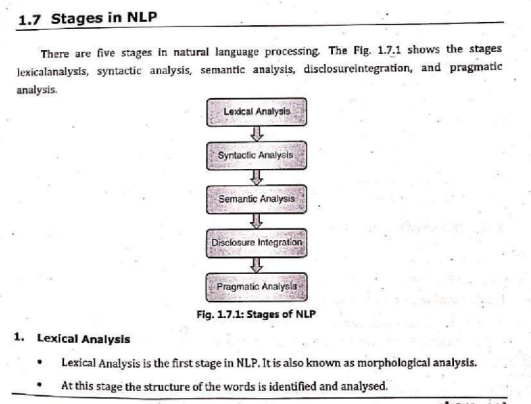 1.7 Stages in NLP
There are five stages in natural language processing. The Fig. 1.7.1 shows the stages
lexicalanalysis, syntactic analysis, semantic analysis, disclosureintegration, and pragmatic
analysis.
Lexical Analysis
Syntactic Analysis
Semantic Analysis
Disclosure Integration
Pragmatic Analysis
Fig. 1.7.1: Stages of NLP
1. Lexical Analysis
• Lexical Analysis is the first stage in NLP. It is also known as morphological analysis.
• At this stage the structure of the words is identified and analysed.